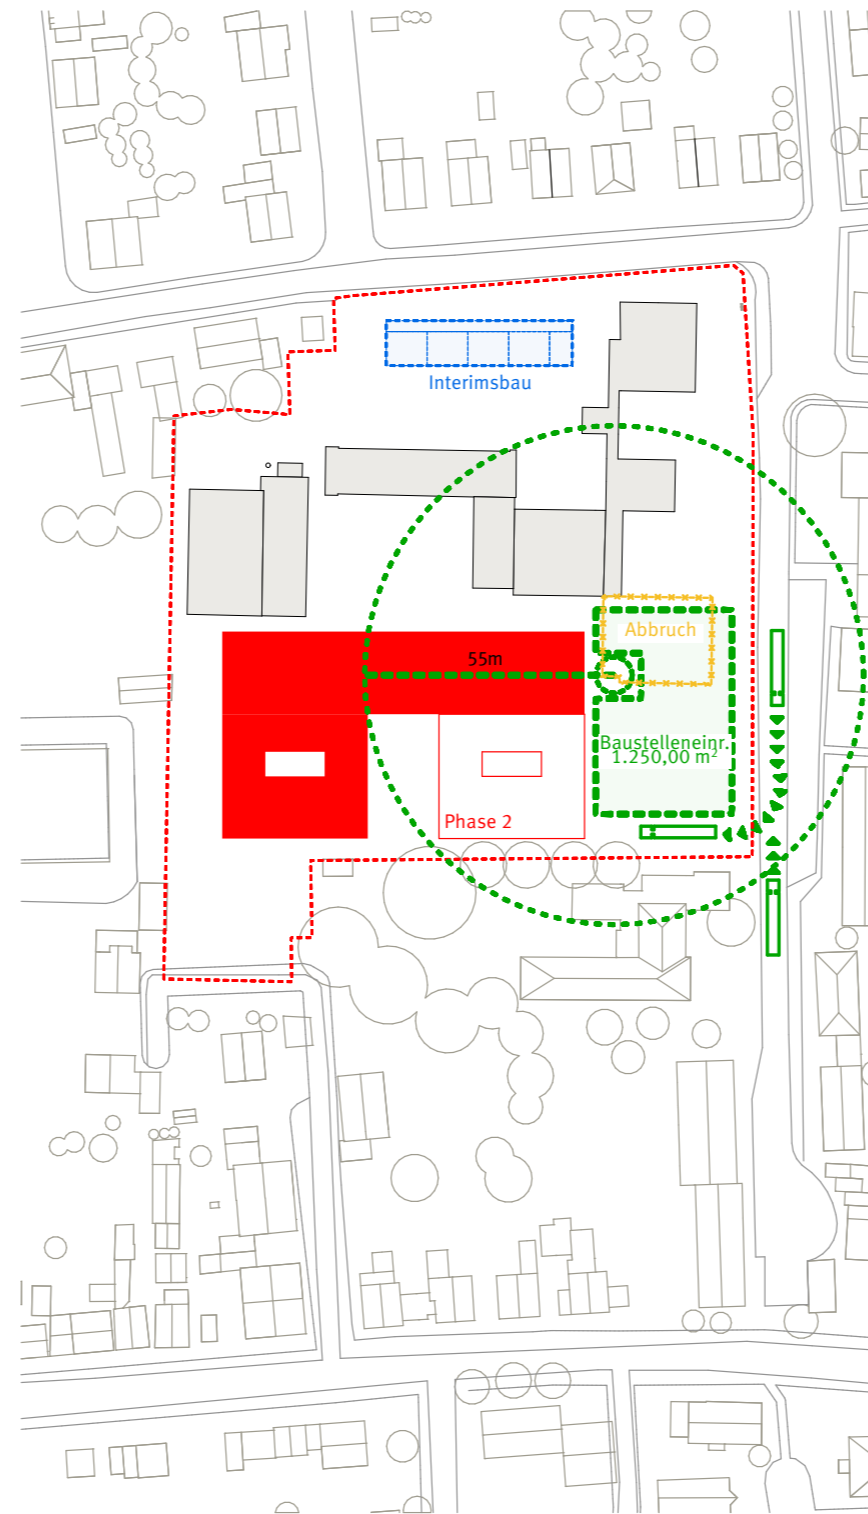 Interimsbau
Abbruch
55m
Baustelleneinr.
1.250,00 m²
Phase 2